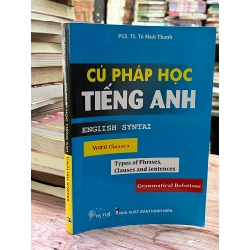 PGS. TS. Tô Minh Thanh
CÚ PHÁP HỌC
TIẾNG ANH
ENGLISH SYNTAX
Word Classes
Types of Phrases,
Clauses and sentences
Grammatical Relations
NHÀ XUẤT BẢN THANH NIÊN